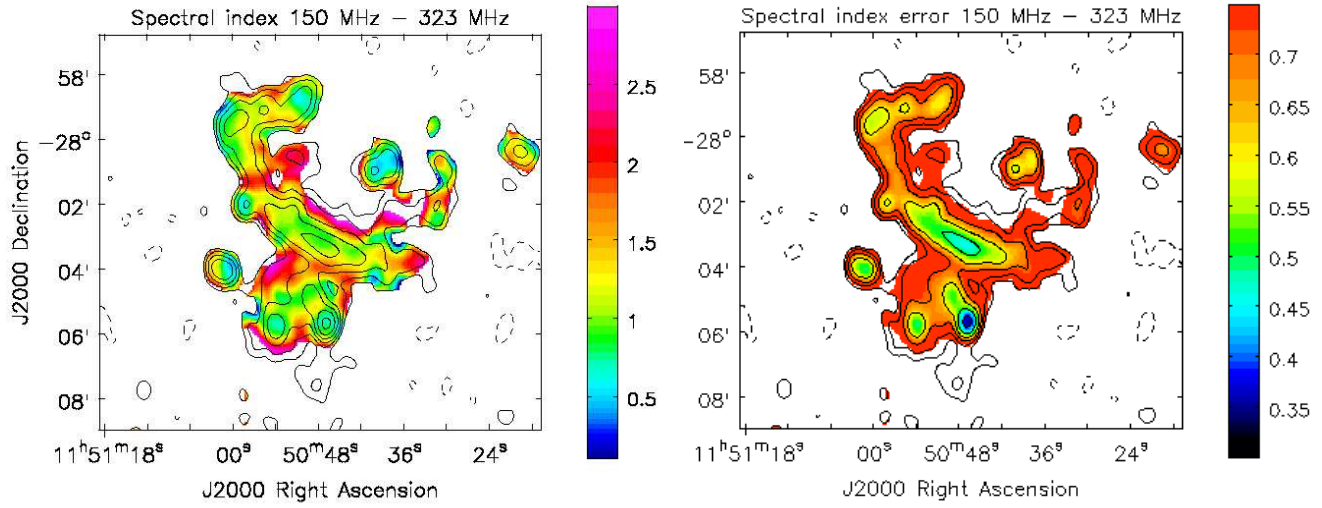 Spectral index 150 MHz – 323 MHz
58'
-28°
02'
04'
06'
08'
J2000 Declination
11ʰ51ᵐ18ˢ
00ˢ
50ᵐ48ˢ
36ˢ
24ˢ
J2000 Right Ascension
2.5
2
1.5
1
0.5
Spectral index error 150 MHz – 323 MHz
58'
-28°
02'
04'
06'
08'
11ʰ51ᵐ18ˢ
00ˢ
50ᵐ48ˢ
36ˢ
24ˢ
J2000 Right Ascension
0.7
0.65
0.6
0.55
0.5
0.45
0.4
0.35